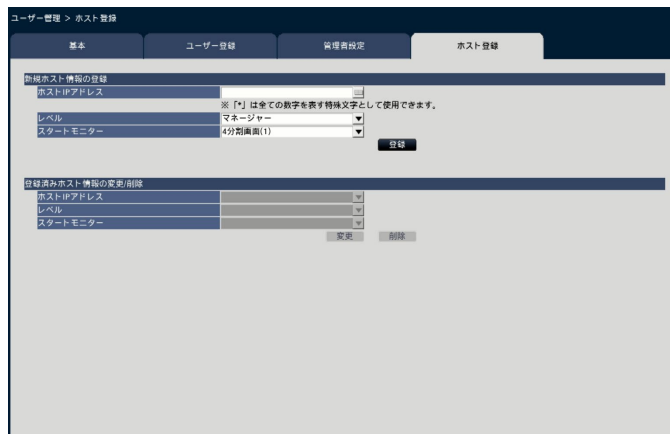 ユーザー管理 > ホスト登録
基本
ユーザー登録
管理者設定
ホスト登録
新規ホスト情報の登録
ホストIPアドレス
※「*」は全ての数字を表す特殊文字として使用できます。
レベル
マネージャー
スタートモニター
4分割画面(1)
登録
登録済みホスト情報の変更/削除
ホストIPアドレス
レベル
スタートモニター
変更
削除